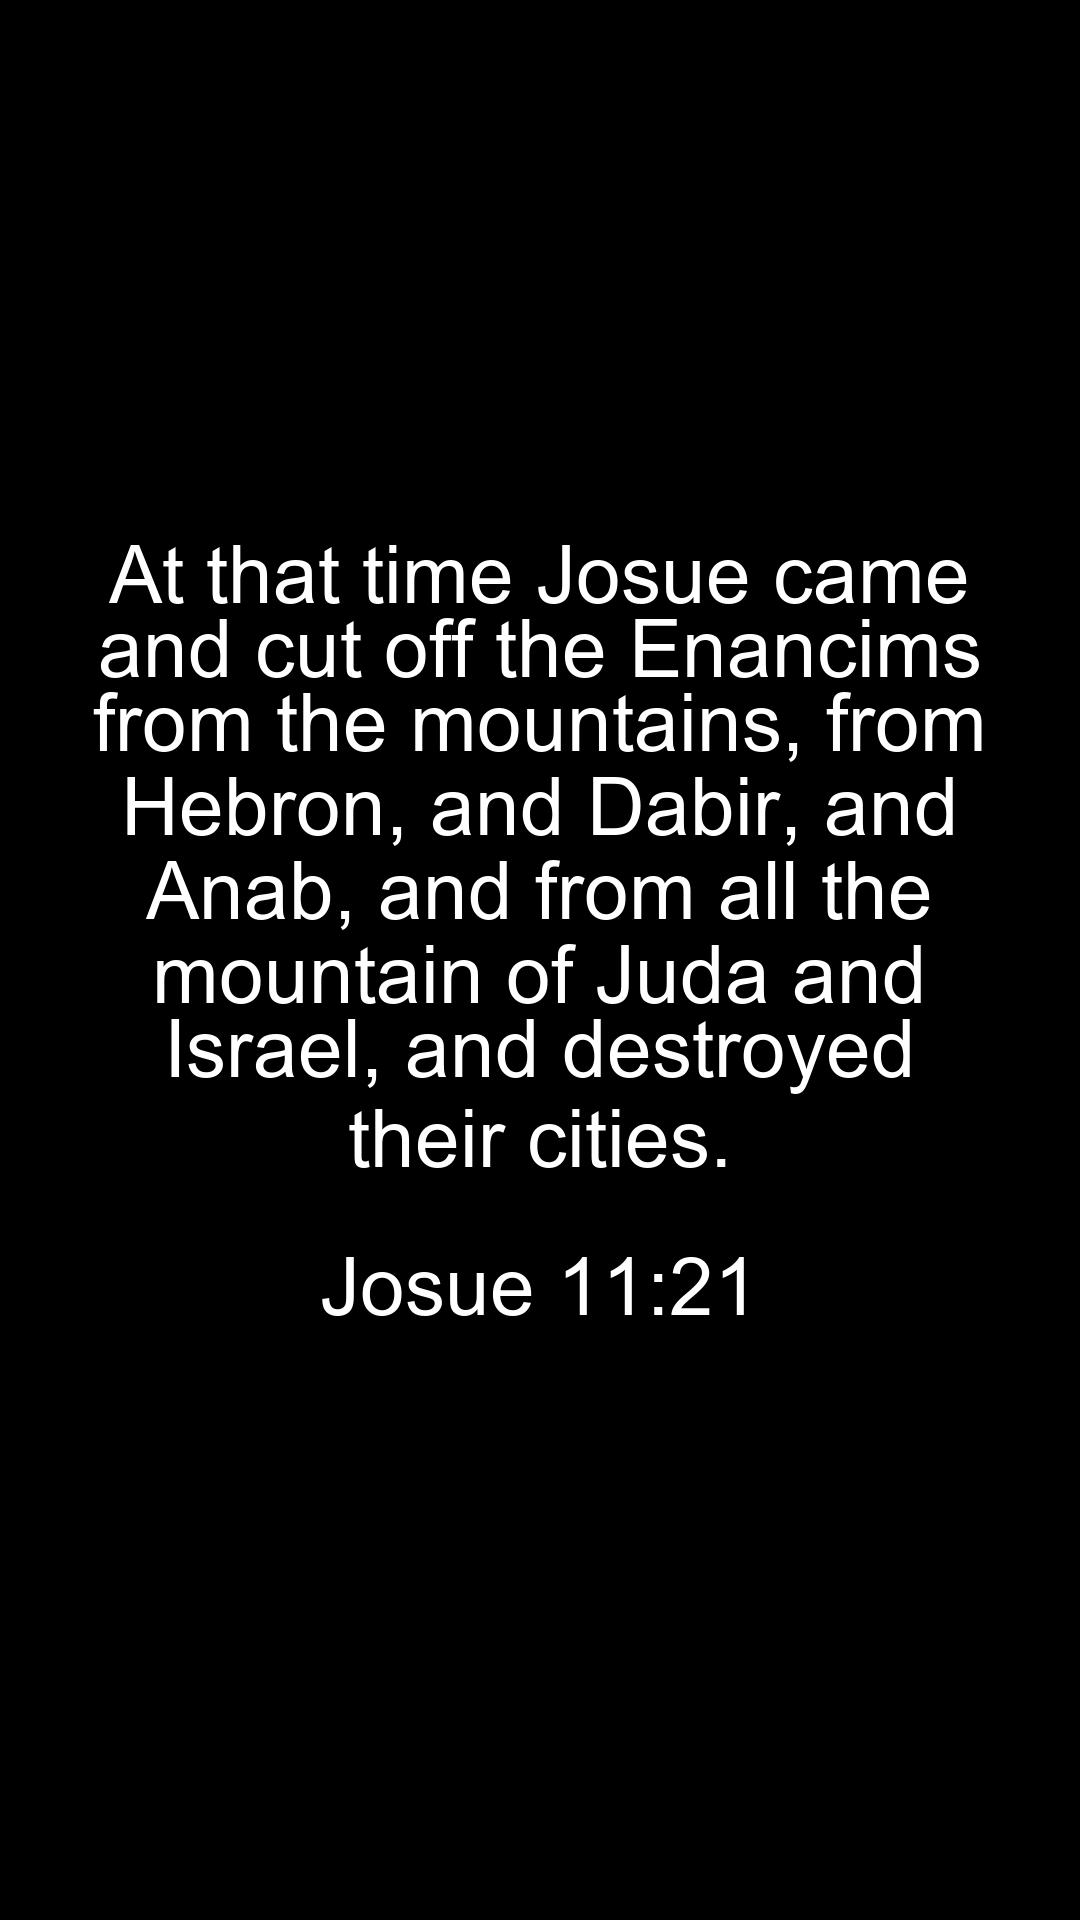 At that time Josue came
and cut off the Enancims
from the mountains, from
Hebron, and Dabir, and
Anab, and from all the
mountain of Juda and
Israel, and destroyed
their cities.
Josue 11:21